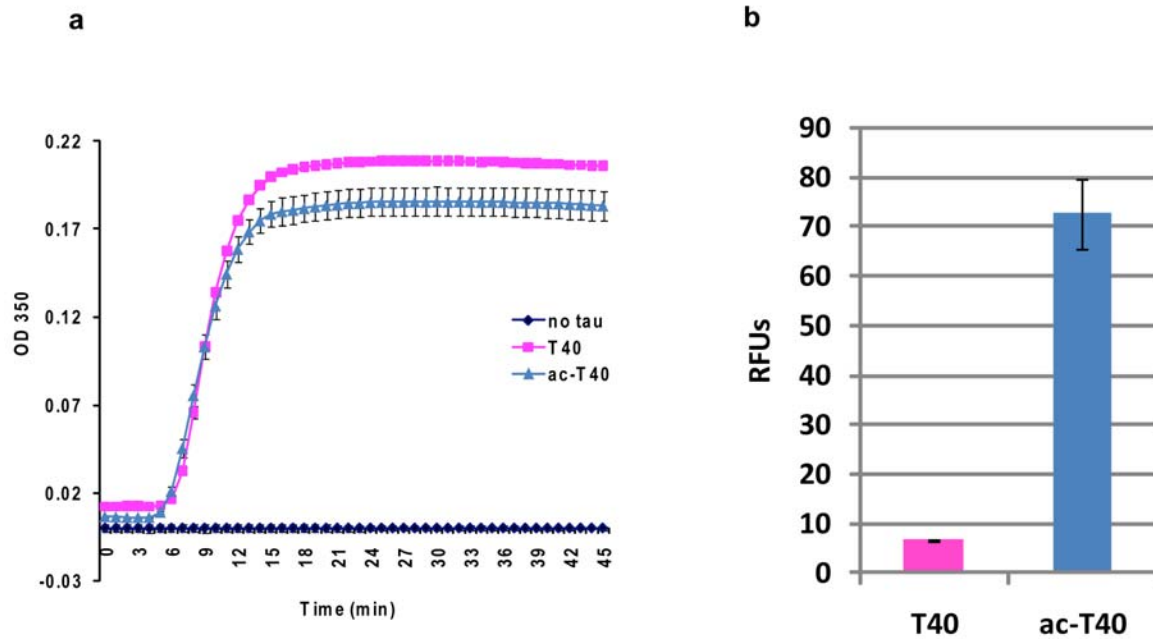 a
0.22
0.17
0.12
0.07
0.02
-0.03
OD 350
0 3 6 9 12 15 18 21 24 27 30 33 36 39 42 45
Time (min)
no tau
T40
ac-T40
b
90
80
70
60
50
40
30
20
10
0
RFUs
T40 ac-T40